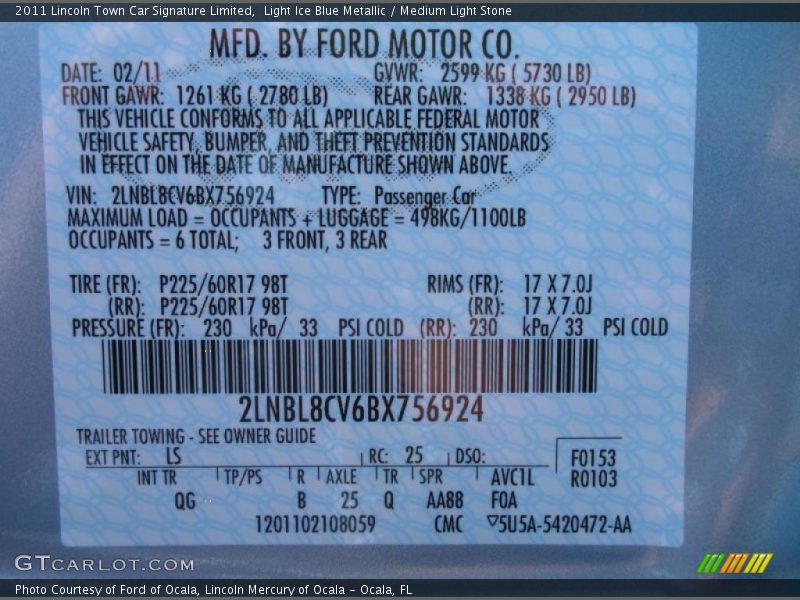 2011 Lincoln Town Car Signature Limited,  Light Ice Blue Metallic / Medium Light Stone
MFD. BY FORD MOTOR CO.
DATE: 02/11 GVWR: 2599 KG ( 5730 LB)
FRONT GAWR: 1261 KG ( 2780 LB) REAR GAWR: 1338 KG ( 2950 LB)
THIS VEHICLE CONFORMS TO ALL APPLICABLE FEDERAL MOTOR
VEHICLE SAFETY, BUMPER, AND THEFT PREVENTION STANDARDS
IN EFFECT ON THE DATE OF MANUFACTURE SHOWN ABOVE.
VIN: 2LNBL8CV6BX756924 TYPE: Passenger Car
MAXIMUM LOAD = OCCUPANTS + LUGGAGE = 498KG/1100LB
OCCUPANTS = 6 TOTAL; 3 FRONT, 3 REAR
TIRE (FR): P225/60R17 98T RIMS (FR): 17 X 7.0J
(RR): P225/60R17 98T (RR): 17 X 7.0J
PRESSURE (FR): 230 kPa/ 33 PSI COLD (RR): 230 kPa/ 33 PSI COLD
2LNBL8CV6BX756924
TRAILER TOWING - SEE OWNER GUIDE
EXT PNT: LS RC: 25 DSO: F0153
INT TR TP/PS R AXLE TR SPR AVC1L R0103
QG B 25 Q AA88 FOA
1201102108059 CMC ▽5U5A-5420472-AA
GTCARLOT.COM
Photo Courtesy of Ford of Ocala, Lincoln Mercury of Ocala – Ocala, FL